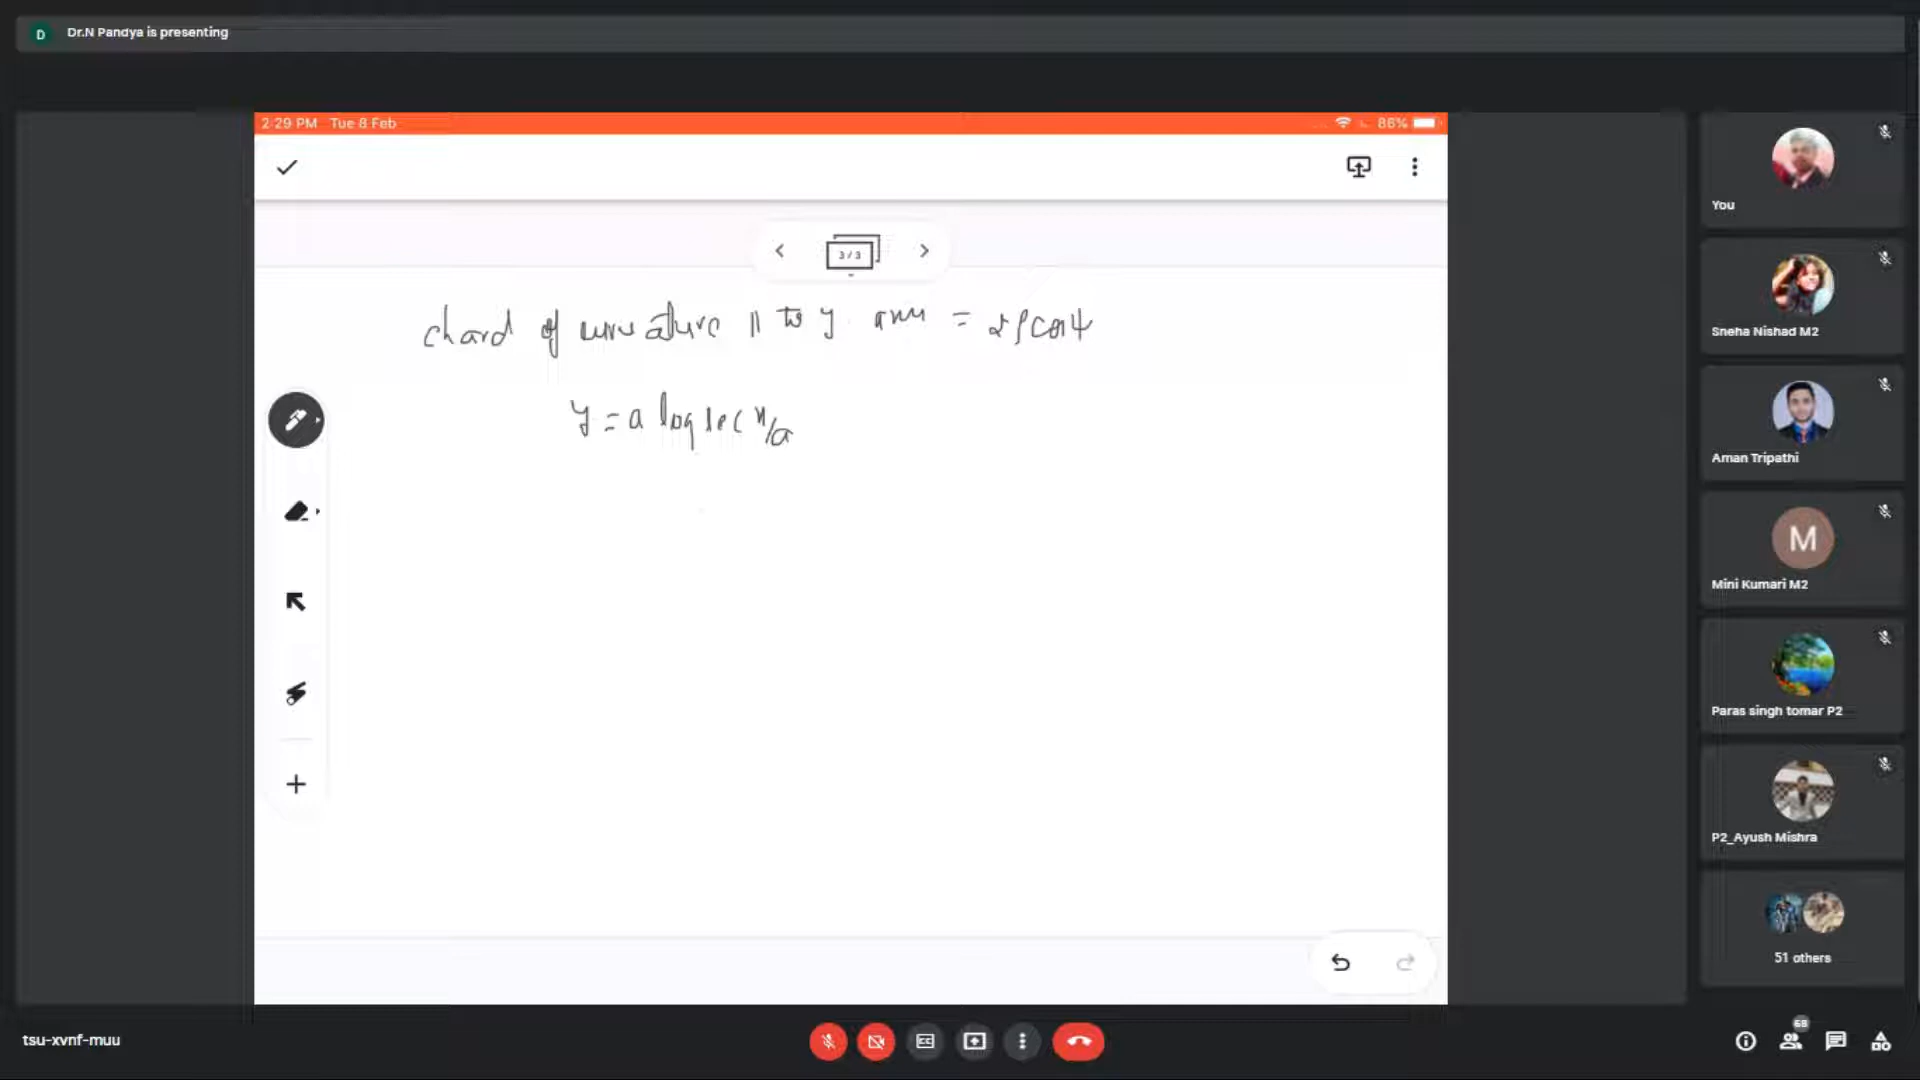 D Dr.N Pandya is presenting
2:29 PM Tue 8 Feb 86%
3 / 3
chord of curvature || to y axis = 2ρcosψ
y = a log sec x/a
You
Sneha Nishad M2
Aman Tripathi
M
Mini Kumari M2
Paras singh tomar P2
P2_Ayush Mishra
51 others
tsu-xvnf-muu
CC
68